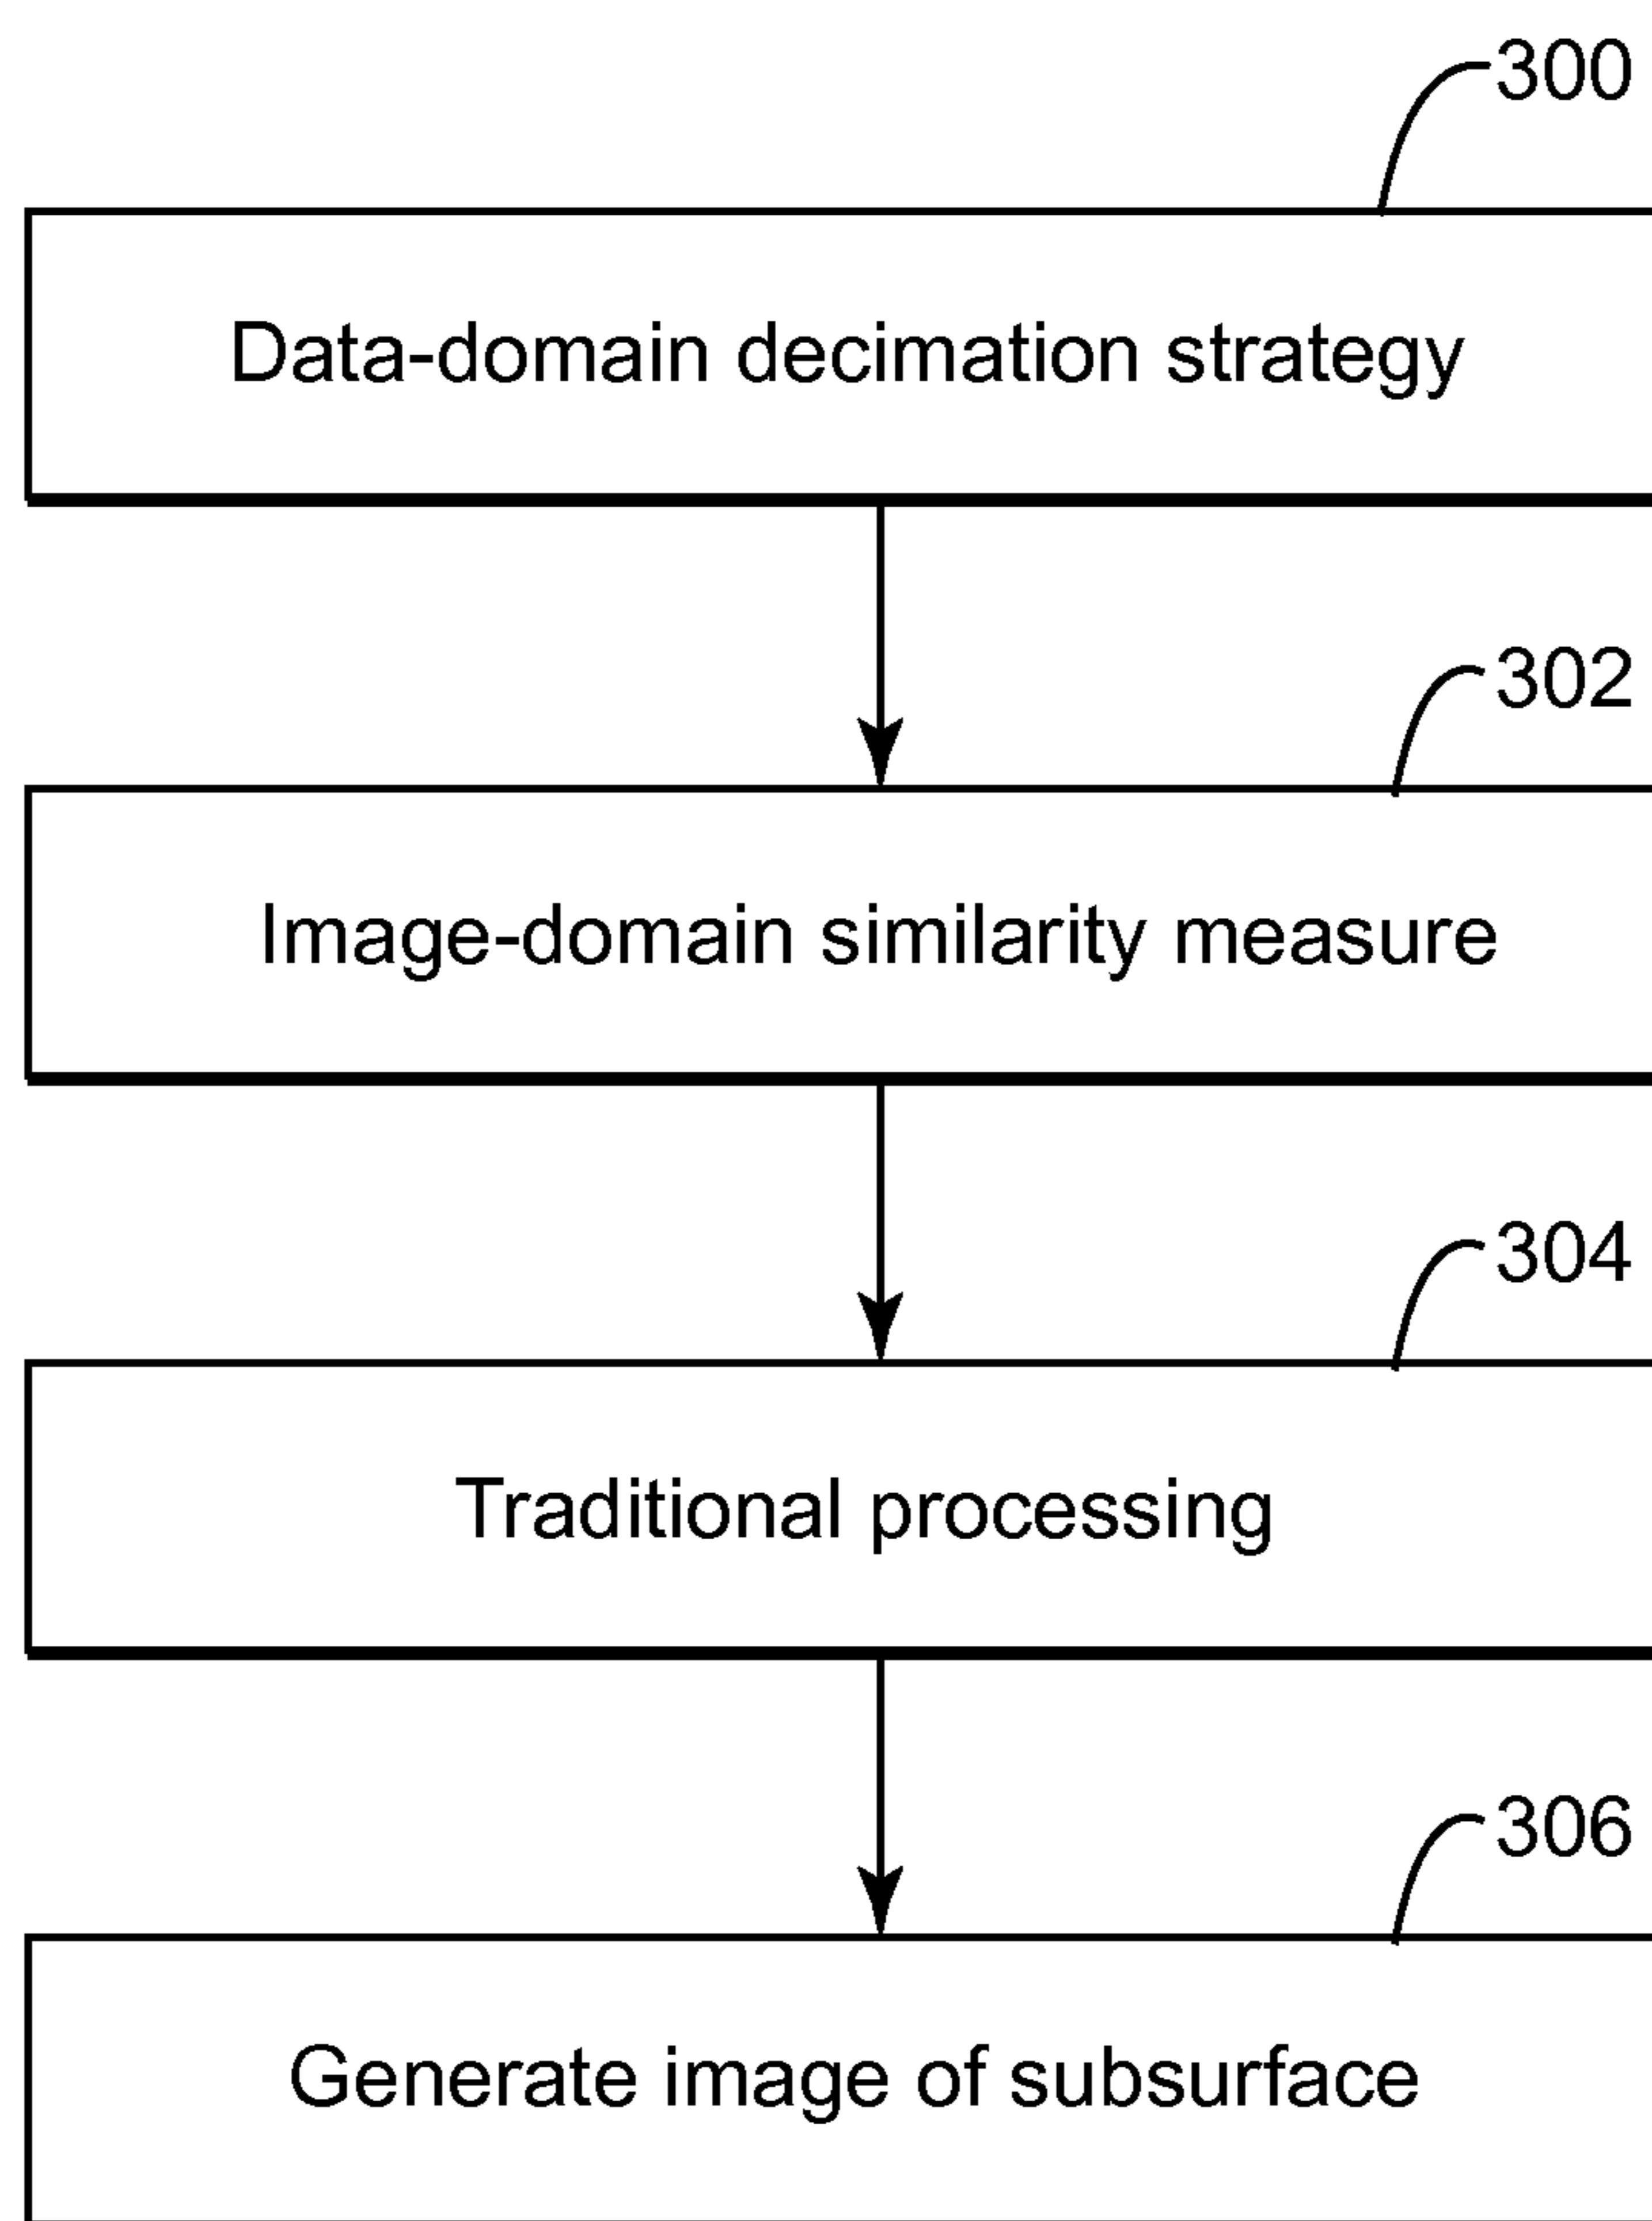 300
Data-domain decimation strategy
302
Image-domain similarity measure
304
Traditional processing
306
Generate image of subsurface